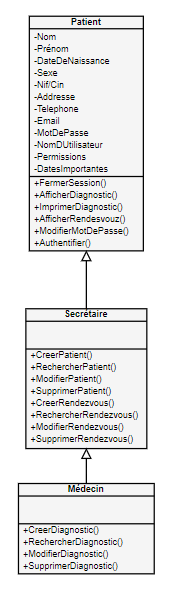 Patient
-Nom
-Prénom
-DateDeNaissance
-Sexe
-Nif/Cin
-Addresse
-Telephone
-Email
-MotDePasse
-NomDUtilisateur
-Permissions
-DatesImportantes
+FermerSession()
+AfficherDiagnostic()
+ImprimerDiagnostic()
+AfficherRendesvouz()
+ModifierMotDePasse()
+Authentifier()
Secrétaire
+CreerPatient()
+RechercherPatient()
+ModifierPatient()
+SupprimerPatient()
+CreerRendezvous()
+RechercherRendezvous()
+ModifierRendezvous()
+SupprimerRendezvous()
Médecin
+CreerDiagnostic()
+RechercherDiagnostic()
+ModifierDiagnostic()
+SupprimerDiagnostic()